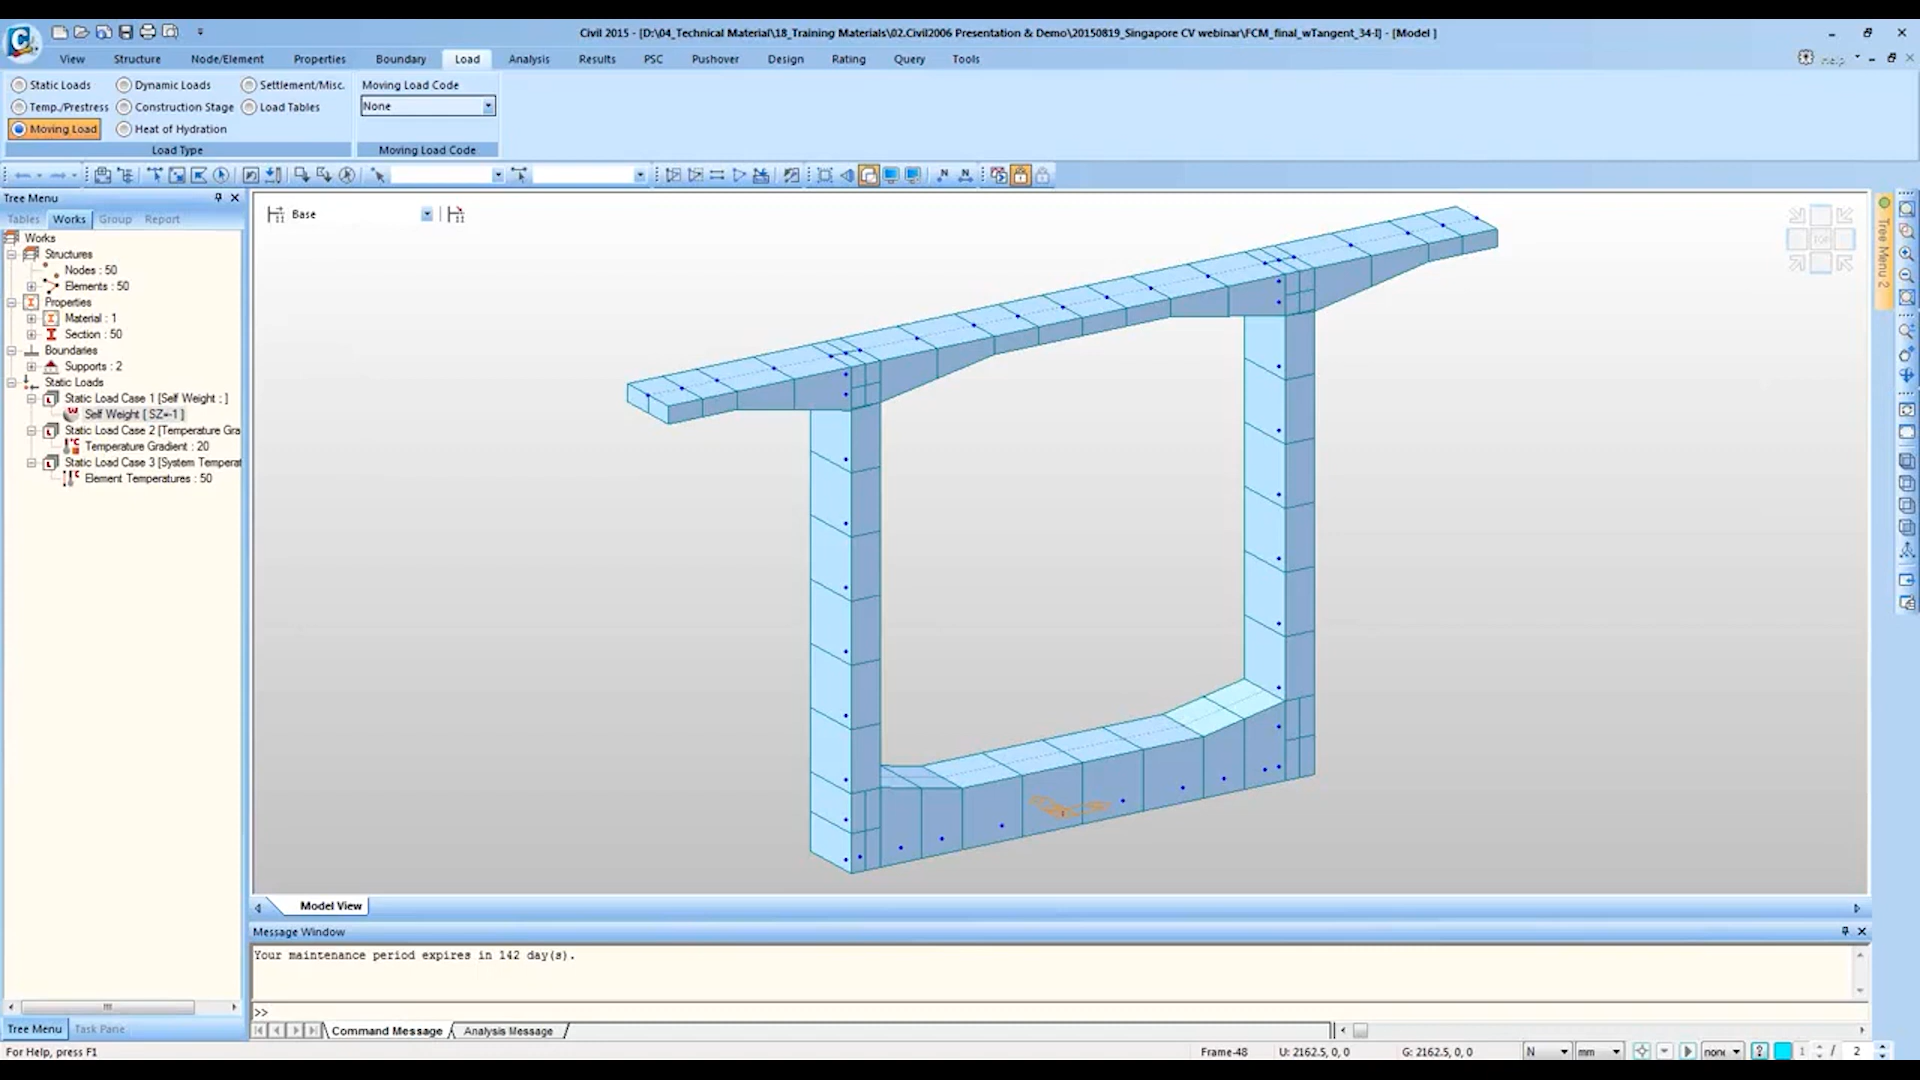 Civil 2015 - [D:\04_Technical Material\18_Training Materials\02.Civil2006 Presentation & Demo\20150819_Singapore CV webinar\FCM_final_wTangent_34-I] - [Model ]
View Structure Node/Element Properties Boundary Load Analysis Results PSC Pushover Design Rating Query Tools Help
Static Loads Dynamic Loads Settlement/Misc. Moving Load Code
Temp./Prestress Construction Stage Load Tables None
Moving Load Heat of Hydration
Load Type Moving Load Code
Tree Menu
Tables Works Group Report
Base
Works
Structures
Nodes : 50
Elements : 50
Properties
Material : 1
Section : 50
Boundaries
Supports : 2
Static Loads
Static Load Case 1 [Self Weight ; ]
Self Weight [ SZ=-1 ]
Static Load Case 2 [Temperature Gra
Temperature Gradient : 20
Static Load Case 3 [System Temperat
Element Temperatures : 50
Tree Menu 2
Model View
Message Window
Your maintenance period expires in 142 day(s).
>>
Tree Menu Task Pane
Command Message Analysis Message
For Help, press F1 Frame-48 U: 2162.5, 0, 0 G: 2162.5, 0, 0 N mm none 1 / 2